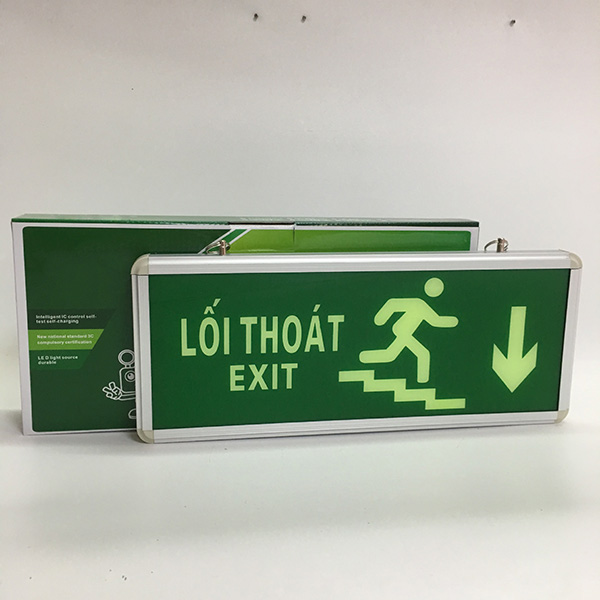 Intelligent IC control self-
test self-charging
New national standard 3C
compulsory certification
LED light source
durable
LỐI THOÁT
EXIT